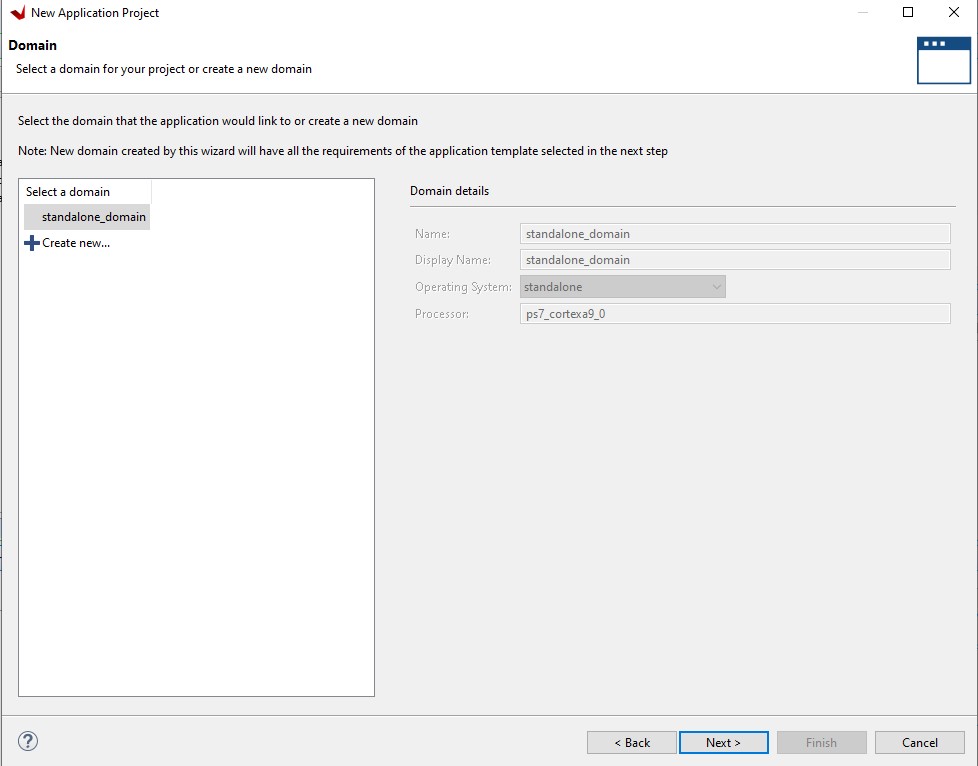 New Application Project
Domain
Select a domain for your project or create a new domain
Select the domain that the application would link to or create a new domain
Note: New domain created by this wizard will have all the requirements of the application template selected in the next step
Select a domain
standalone_domain
Create new...
Domain details
Name: standalone_domain
Display Name: standalone_domain
Operating System: standalone
Processor: ps7_cortexa9_0
?
< Back Next > Finish Cancel